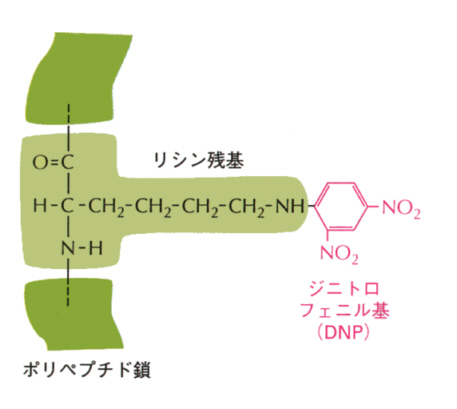 リシン残基
O=C
H-C-CH₂-CH₂-CH₂-CH₂-NH
NO₂
N-H
NO₂
ジニトロ
フェニル基
(DNP)
ポリペプチド鎖